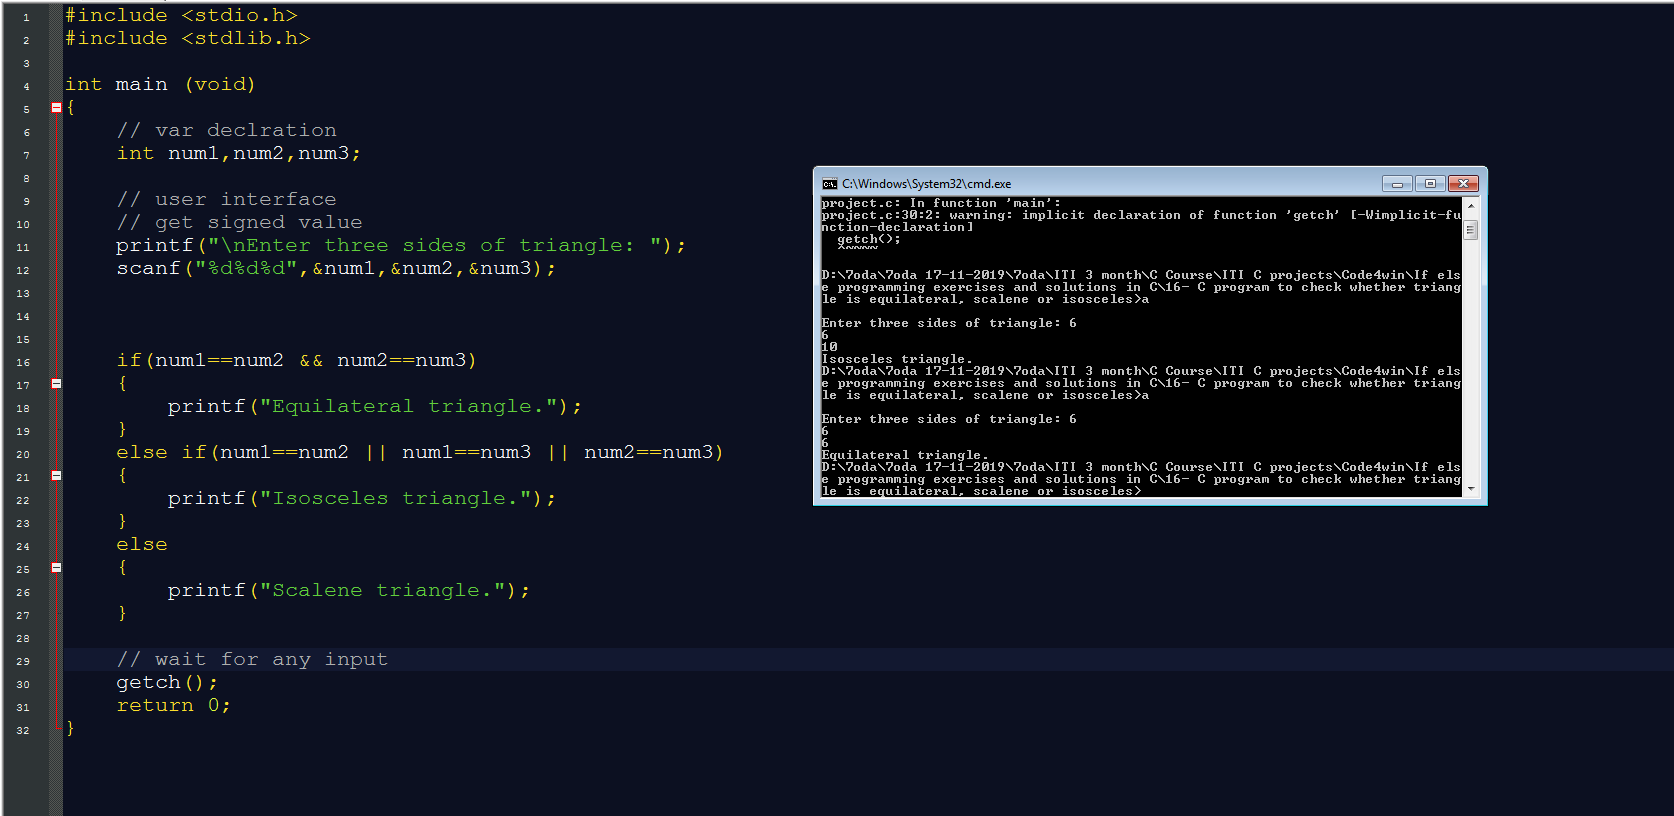 1 #include <stdio.h>
2 #include <stdlib.h>
3
4 int main (void)
5 {
6 // var declration
7 int num1,num2,num3;
8
9 // user interface
10 // get signed value
11 printf("\nEnter three sides of triangle: ");
12 scanf("%d%d%d",&num1,&num2,&num3);
13
14
15
16 if(num1==num2 && num2==num3)
17 {
18 printf("Equilateral triangle.");
19 }
20 else if(num1==num2 || num1==num3 || num2==num3)
21 {
22 printf("Isosceles triangle.");
23 }
24 else
25 {
26 printf("Scalene triangle.");
27 }
28
29 // wait for any input
30 getch();
31 return 0;
32 }
C:\Windows\System32\cmd.exe
project.c: In function 'main':
project.c:30:2: warning: implicit declaration of function 'getch' [-Wimplicit-fu
nction-declaration]
getch();
^~~~~

D:\7oda\7oda 17-11-2019\7oda\ITI 3 month\C Course\ITI C projects\Code4win\If els
e programming exercises and solutions in C\16- C program to check whether triang
le is equilateral, scalene or isosceles>a

Enter three sides of triangle: 6
6
10
Isosceles triangle.
D:\7oda\7oda 17-11-2019\7oda\ITI 3 month\C Course\ITI C projects\Code4win\If els
e programming exercises and solutions in C\16- C program to check whether triang
le is equilateral, scalene or isosceles>a

Enter three sides of triangle: 6
6
6
Equilateral triangle.
D:\7oda\7oda 17-11-2019\7oda\ITI 3 month\C Course\ITI C projects\Code4win\If els
e programming exercises and solutions in C\16- C program to check whether triang
le is equilateral, scalene or isosceles>